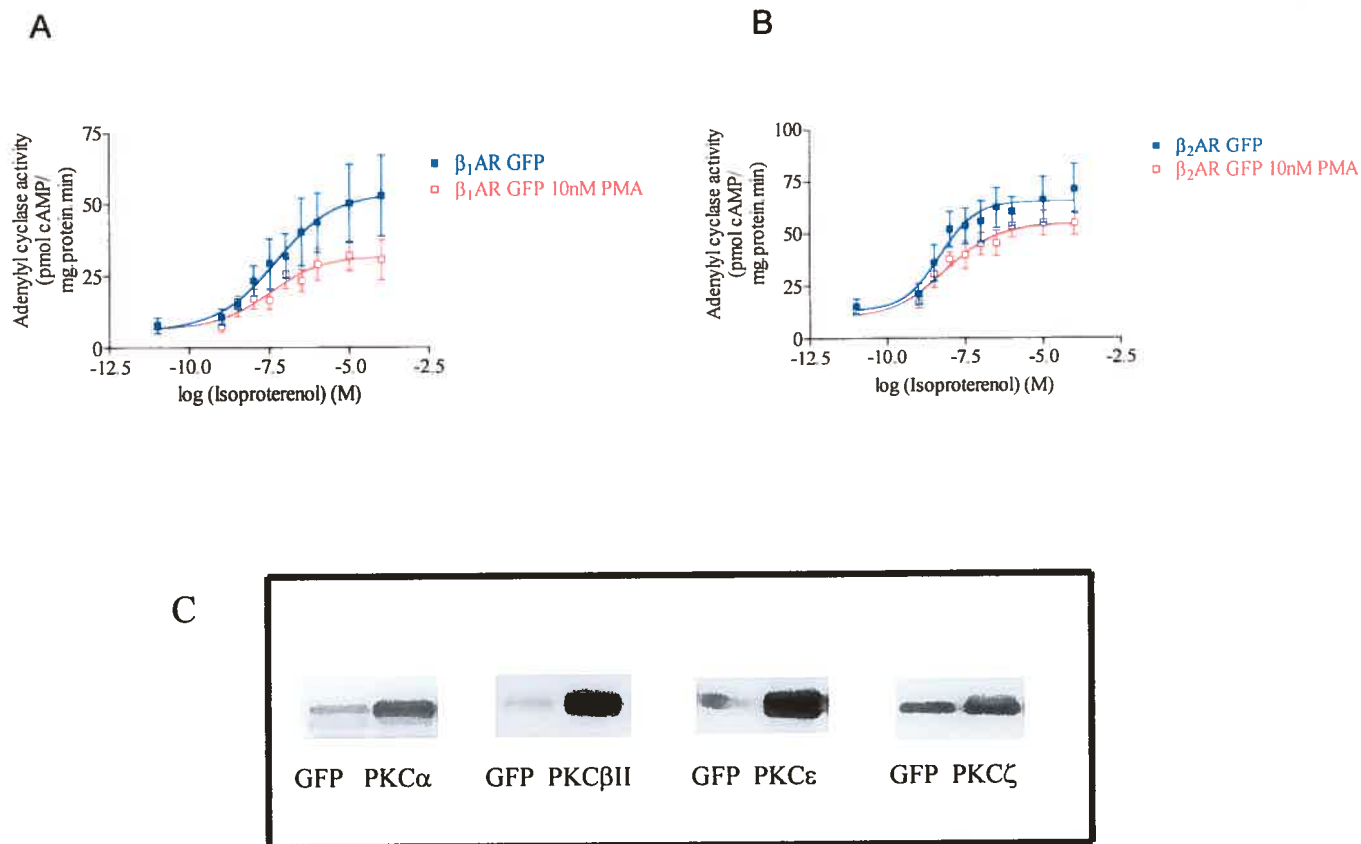 A
Adenylyl cyclase activity
(pmol cAMP/
mg.protein.min)
75
50
25
0
-12.5
-10.0
-7.5
-5.0
-2.5
log (Isoproterenol) (M)
β₁AR GFP
β₁AR GFP 10nM PMA
B
Adenylyl cyclase activity
(pmol cAMP/
mg.protein.min)
100
75
50
25
0
-12.5
-10.0
-7.5
-5.0
-2.5
log (Isoproterenol) (M)
β₂AR GFP
β₂AR GFP 10nM PMA
C
GFP PKCα
GFP PKCβII
GFP PKCε
GFP PKCζ